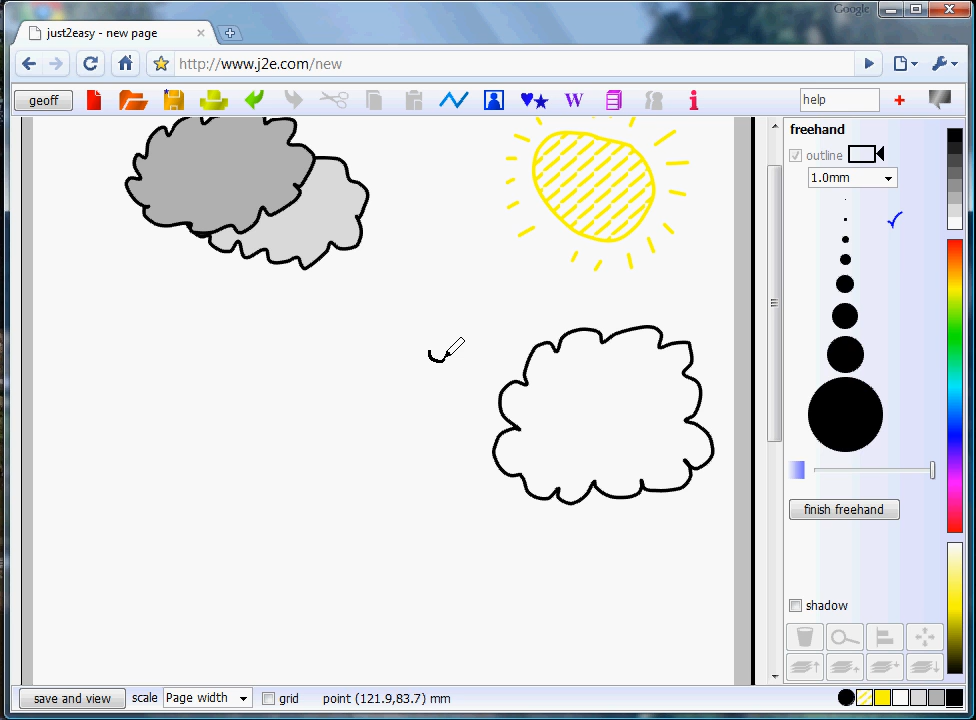 Google
just2easy - new page
http://www.j2e.com/new
geoff
W
help
freehand
outline
1.0mm
finish freehand
shadow
save and view
scale
Page width
grid
point (121.9,83.7) mm